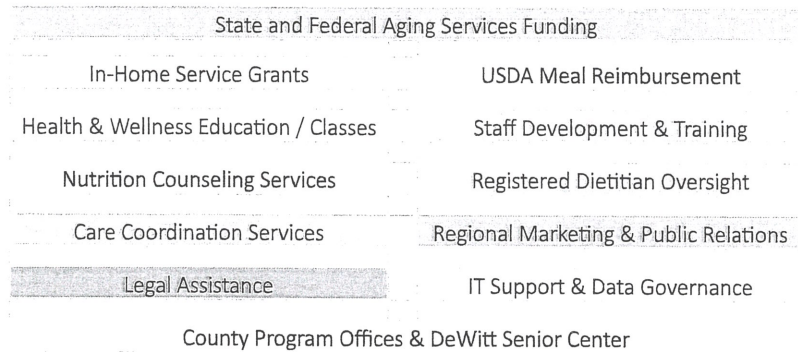 State and Federal Aging Services Funding
In-Home Service Grants
USDA Meal Reimbursement
Health & Wellness Education / Classes
Staff Development & Training
Nutrition Counseling Services
Registered Dietitian Oversight
Care Coordination Services
Regional Marketing & Public Relations
Legal Assistance
IT Support & Data Governance
County Program Offices & DeWitt Senior Center